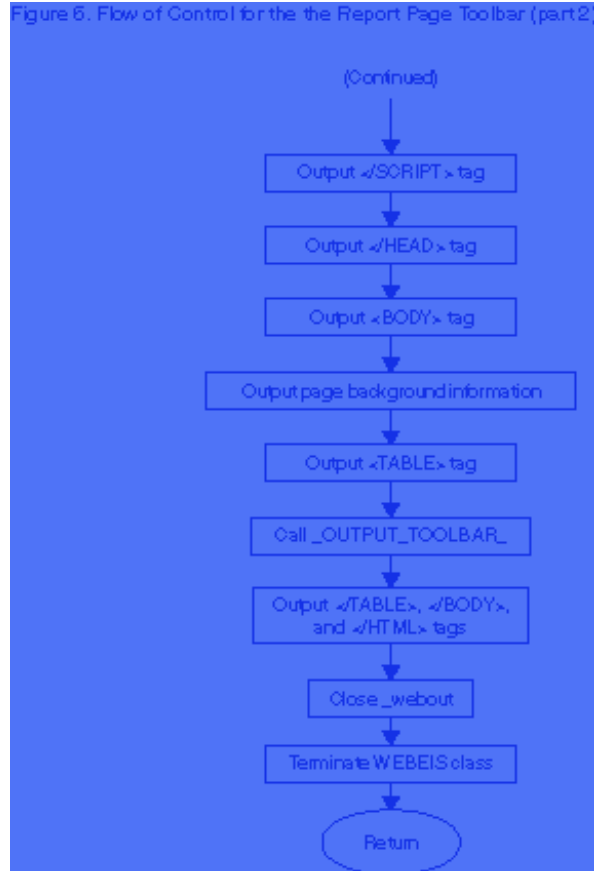 Figure 6. Flow of Control for the the Report Page Toolbar (part 2)
(Continued)
Output </SCRIPT> tag
Output </HEAD> tag
Output <BODY> tag
Output page background information
Output <TABLE> tag
Call _OUTPUT_TOOLBAR_
Output </TABLE>, </BODY>,
and </HTML> tags
Close _webout
Terminate WEBEIS class
Return